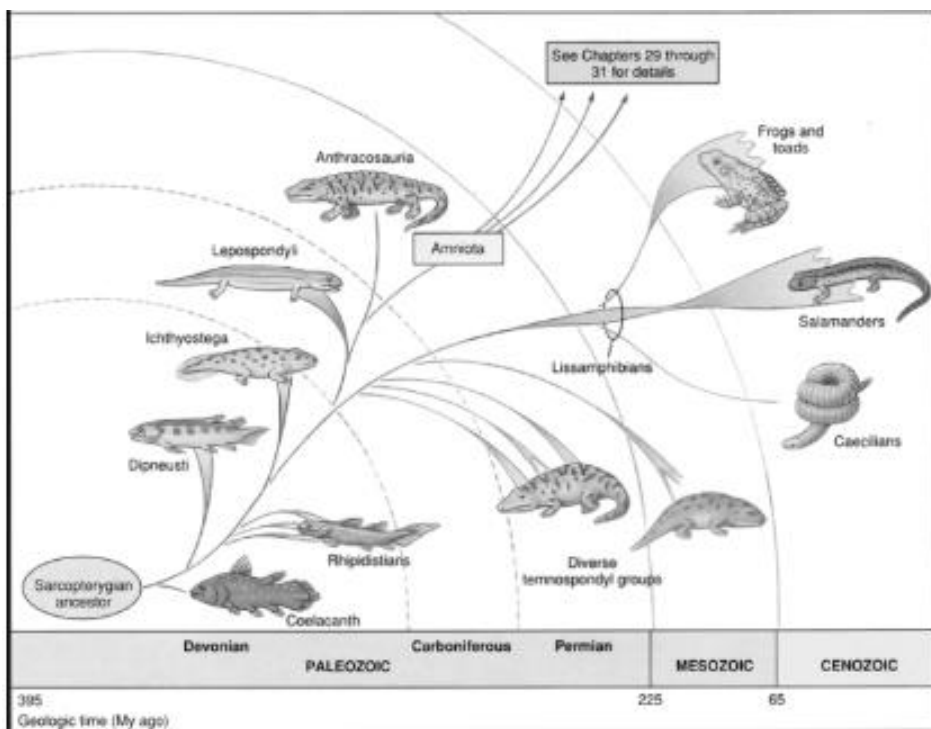 See Chapters 29 through
31 for details
Frogs and
toads
Anthracosauria
Amniota
Lepospondyli
Salamanders
Ichthyostega
Lissamphibians
Caecilians
Dipneusti
Rhipidistians
Diverse
temnospondyl groups
Sarcopterygian
ancestor
Coelacanth
Devonian
Carboniferous
Permian
PALEOZOIC
MESOZOIC
CENOZOIC
395
225
65
Geologic time (My ago)